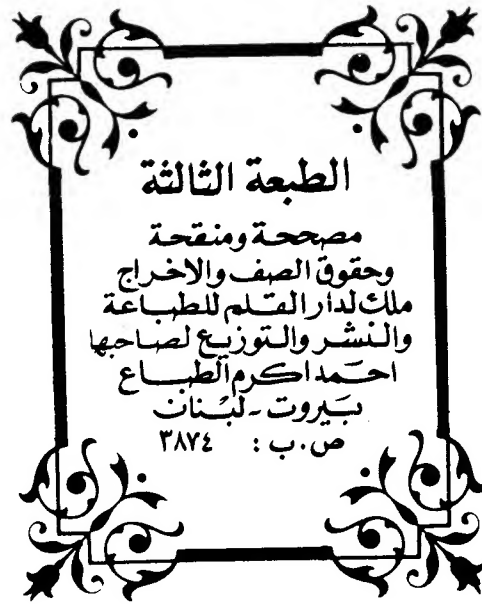 الطبعة الثالثة
مصححة ومنقحة
وحقوق الصف والاخراج
ملك لدار القلم للطباعة
والنشر والتوزيع لصاحبها
احمد اكرم الطباع
بيروت - لبنان
ص.ب: ٣٨٧٤